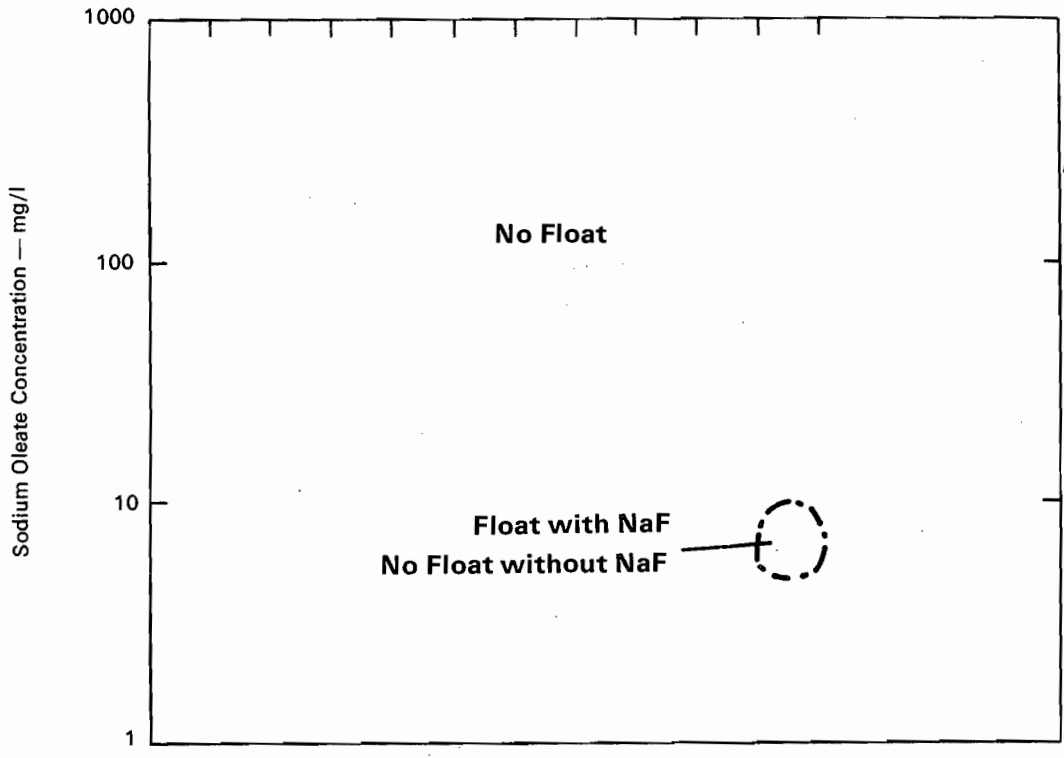 1000
No Float
100
Sodium Oleate Concentration — mg/l
10
Float with NaF
No Float without NaF
1